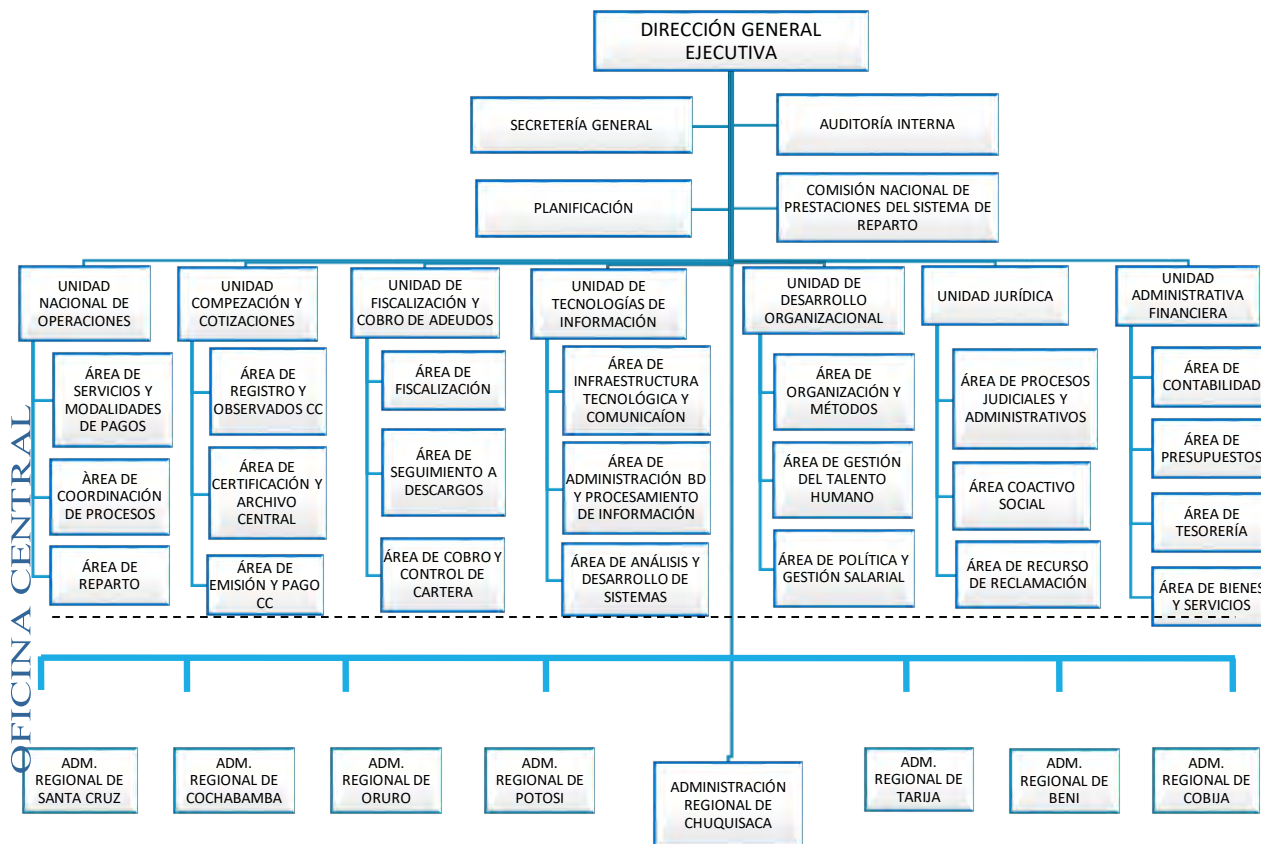 DIRECCIÓN GENERAL
EJECUTIVA
SECRETERÍA GENERAL
AUDITORÍA INTERNA
PLANIFICACIÓN
COMISIÓN NACIONAL DE
PRESTACIONES DEL SISTEMA DE
REPARTO
UNIDAD
NACIONAL DE
OPERACIONES
UNIDAD
COMPEZACIÓN Y
COTIZACIONES
UNIDAD DE
FISCALIZACIÓN Y
COBRO DE ADEUDOS
UNIDAD DE
TECNOLOGÍAS DE
INFORMACIÓN
UNIDAD DE
DESARROLLO
ORGANIZACIONAL
UNIDAD JURÍDICA
UNIDAD
ADMINISTRATIVA
FINANCIERA
ÁREA DE
SERVICIOS Y
MODALIDADES
DE PAGOS
ÀREA DE
COORDINACIÓN
DE PROCESOS
ÁREA DE
REPARTO
ÁREA DE
REGISTRO Y
OBSERVADOS CC
ÁREA DE
CERTIFICACIÓN Y
ARCHIVO
CENTRAL
ÁREA DE
EMISIÓN Y PAGO
CC
ÁREA DE
FISCALIZACIÓN
ÁREA DE
SEGUIMIENTO A
DESCARGOS
ÁREA DE COBRO Y
CONTROL DE
CARTERA
ÁREA DE
INFRAESTRUCTURA
TECNOLÓGICA Y
COMUNICAÍON
ÁREA DE
ADMINISTRACIÓN BD
Y PROCESAMIENTO
DE INFORMACIÓN
ÁREA DE ANÁLISIS Y
DESARROLLO DE
SISTEMAS
ÁREA DE
ORGANIZACIÓN Y
MÉTODOS
ÁREA DE GESTIÓN
DEL TALENTO
HUMANO
ÁREA DE POLÍTICA Y
GESTIÓN SALARIAL
ÁREA DE PROCESOS
JUDICIALES Y
ADMINISTRATIVOS
ÁREA COACTIVO
SOCIAL
ÁREA DE RECURSO
DE RECLAMACIÓN
ÁREA DE
CONTABILIDAD
ÁREA DE
PRESUPUESTOS
ÁREA DE
TESORERÍA
ÁREA DE BIENES
Y SERVICIOS
OFICINA CENTRAL
ADM.
REGIONAL DE
SANTA CRUZ
ADM.
REGIONAL DE
COCHABAMBA
ADM.
REGIONAL DE
ORURO
ADM.
REGIONAL DE
POTOSI
ADMINISTRACIÓN
REGIONAL DE
CHUQUISACA
ADM.
REGIONAL DE
TARIJA
ADM.
REGIONAL DE
BENI
ADM.
REGIONAL DE
COBIJA